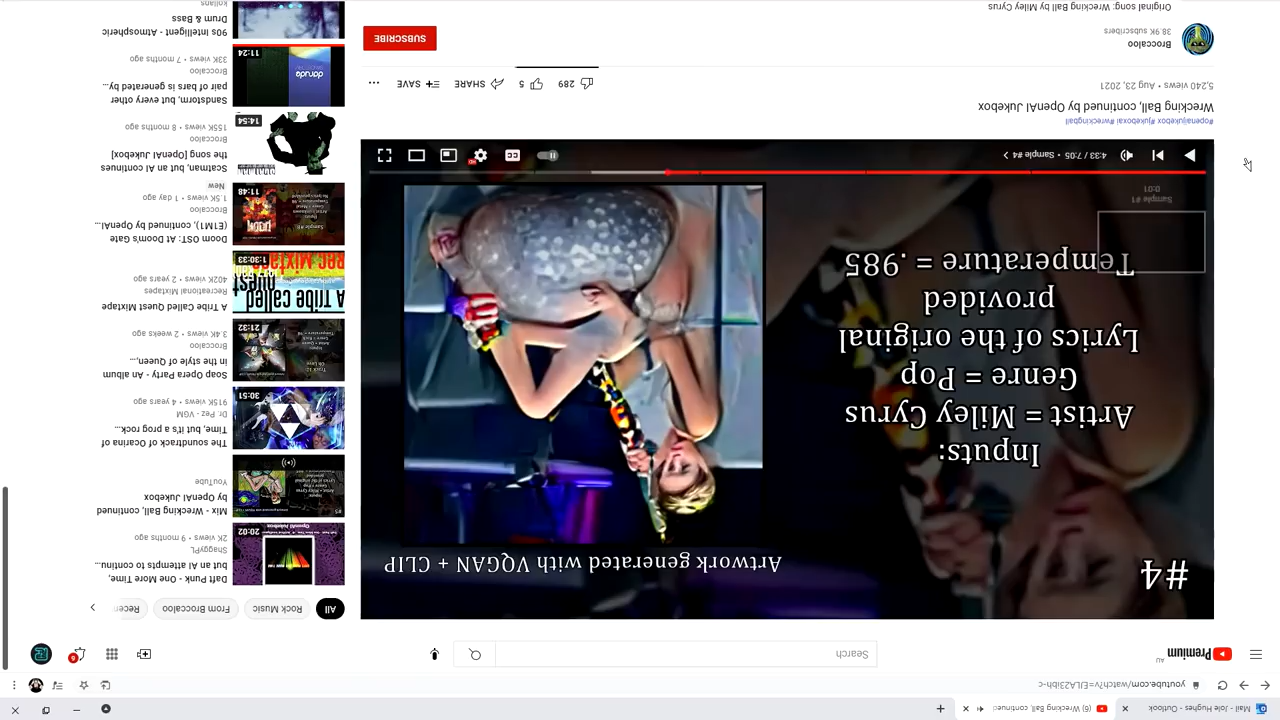 Mail - Jole Hughes - Outlook
(6) Wrecking Ball, continued
youtube.com/watch?v=
Premium
AU
Search
6
#4
Artwork generated with VQGAN + CLIP
Inputs:
Artist = Miley Cyrus
Genre = Pop
Lyrics of the original
provided
Temperature = .985
Sample #1
0:01
4:33 / 7:05 • Sample #4
CC
HD
#openaijukebox #jukeboxai #wreckingball
Wrecking Ball, continued by OpenAI Jukebox
5,240 views • Aug 23, 2021
289
5
SHARE
SAVE
Broccaloo
38.9K subscribers
SUBSCRIBE
Original song: Wrecking Ball by Miley Cyrus
All
Rock Music
From Broccaloo
Recen
Daft Punk - One More Time,
but an AI attempts to continu...
ShaggyPL
2K views • 9 months ago
20:02
Mix - Wrecking Ball, continued
by OpenAI Jukebox
YouTube
The soundtrack of Ocarina of
Time, but it's a prog rock...
Dr. Pez - VGM
915K views • 4 years ago
30:51
Soap Opera Party - An album
in the style of Queen,...
Broccaloo
3.4K views • 2 weeks ago
21:32
A Tribe Called Quest Mixtape
Recreational Mixtapes
402K views • 2 years ago
1:30:33
Doom OST: At Doom's Gate
(E1M1), continued by OpenAI...
Broccaloo
1.5K views • 1 day ago
New
11:48
Scatman, but an AI continues
the song [OpenAI Jukebox]
Broccaloo
155K views • 8 months ago
14:54
Sandstorm, but every other
pair of bars is generated by...
Broccaloo
33K views • 7 months ago
darude
11:24
90s Intelligent - Atmospheric
Drum & Bass
kolians